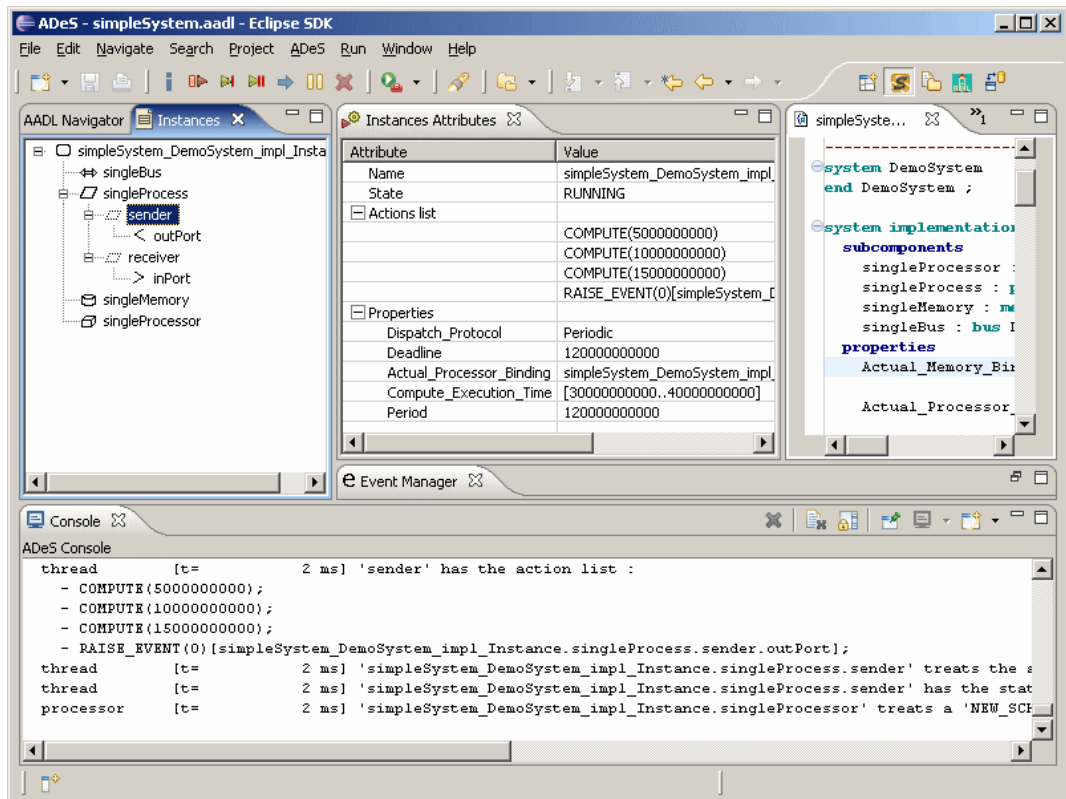 ADeS - simpleSystem.aadl - Eclipse SDK
File Edit Navigate Search Project ADeS Run Window Help
AADL Navigator Instances
simpleSystem_DemoSystem_impl_Insta
singleBus
singleProcess
sender
outPort
receiver
inPort
singleMemory
singleProcessor
Instances Attributes
Attribute Value
Name simpleSystem_DemoSystem_impl_
State RUNNING
Actions list
COMPUTE(5000000000)
COMPUTE(10000000000)
COMPUTE(15000000000)
RAISE_EVENT(0)[simpleSystem_D
Properties
Dispatch_Protocol Periodic
Deadline 120000000000
Actual_Processor_Binding simpleSystem_DemoSystem_impl_
Compute_Execution_Time [30000000000..40000000000]
Period 120000000000
simpleSyste... »1
system DemoSystem
end DemoSystem ;
system implementation
subcomponents
singleProcessor :
singleProcess : p
singleMemory : me
singleBus : bus I
properties
Actual_Memory_Bin
Actual_Processor_
Event Manager
Console
ADeS Console
thread [t= 2 ms] 'sender' has the action list :
- COMPUTE(5000000000);
- COMPUTE(10000000000);
- COMPUTE(15000000000);
- RAISE_EVENT(0)[simpleSystem_DemoSystem_impl_Instance.singleProcess.sender.outPort];
thread [t= 2 ms] 'simpleSystem_DemoSystem_impl_Instance.singleProcess.sender' treats the a
thread [t= 2 ms] 'simpleSystem_DemoSystem_impl_Instance.singleProcess.sender' has the stat
processor [t= 2 ms] 'simpleSystem_DemoSystem_impl_Instance.singleProcessor' treats a 'NEW_SCH